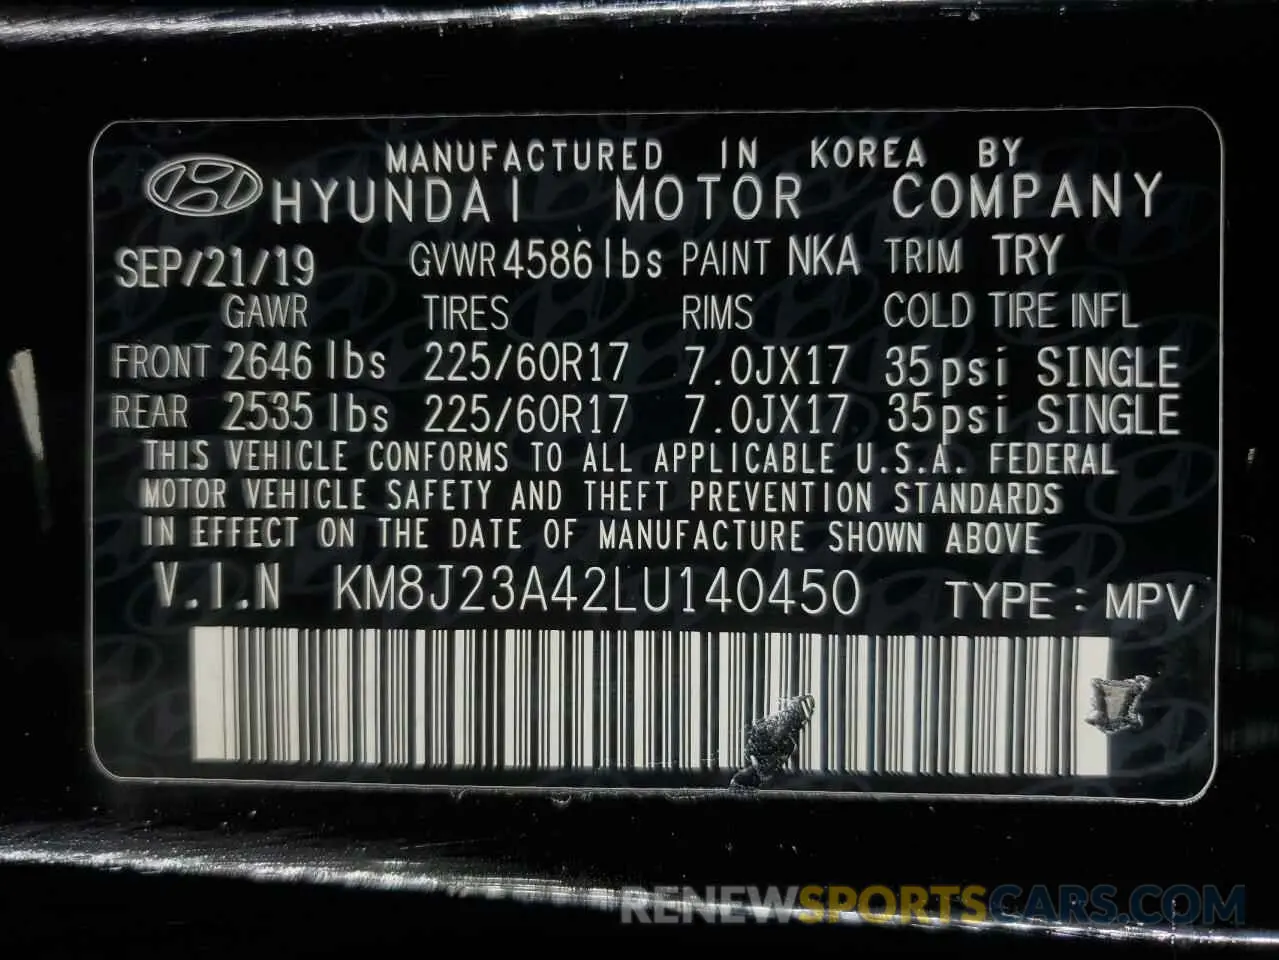 MANUFACTURED IN KOREA BY
HYUNDAI MOTOR COMPANY
SEP/21/19 GVWR 4586 lbs PAINT NKA TRIM TRY
GAWR TIRES RIMS COLD TIRE INFL
FRONT 2646 lbs 225/60R17 7.0JX17 35psi SINGLE
REAR 2535 lbs 225/60R17 7.0JX17 35psi SINGLE
THIS VEHICLE CONFORMS TO ALL APPLICABLE U.S.A. FEDERAL
MOTOR VEHICLE SAFETY AND THEFT PREVENTION STANDARDS
IN EFFECT ON THE DATE OF MANUFACTURE SHOWN ABOVE
V.I.N KM8J23A42LU140450 TYPE : MPV
RENEWSPORTSCARS.COM